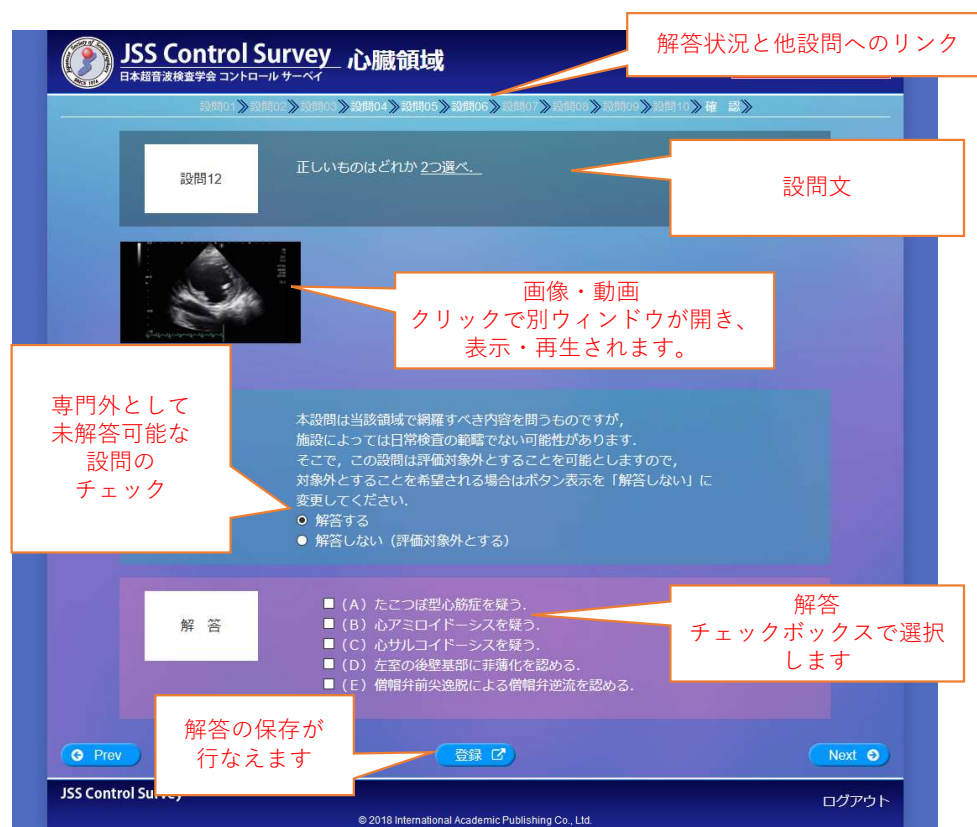 解答状況と他設問へのリンク
JSS Control Survey 心臓領域
日本超音波検査学会 コントロール サーベイ
設問01≫設問02≫設問03≫設問04≫設問05≫設問06≫設問07≫設問08≫設問09≫設問10≫確 認≫
設問12
正しいものはどれか 2つ選べ.
設問文
画像・動画
クリックで別ウィンドウが開き、
表示・再生されます。
専門外として
未解答可能な
設問の
チェック
本設問は当該領域で網羅すべき内容を問うものですが,
施設によっては日常検査の範疇でない可能性があります.
そこで, この設問は評価対象外とすることを可能としますので,
対象外とすることを希望される場合はボタン表示を「解答しない」に
変更してください.
解答する
解答しない（評価対象外とする）
解 答
(A) たこつぼ型心筋症を疑う.
(B) 心アミロイドーシスを疑う.
(C) 心サルコイドーシスを疑う.
(D) 左室の後壁基部に菲薄化を認める.
(E) 僧帽弁前尖逸脱による僧帽弁逆流を認める.
解答
チェックボックスで選択
します
解答の保存が
行なえます
Prev
登録
Next
JSS Control Survey
ログアウト
© 2018 International Academic Publishing Co., Ltd.